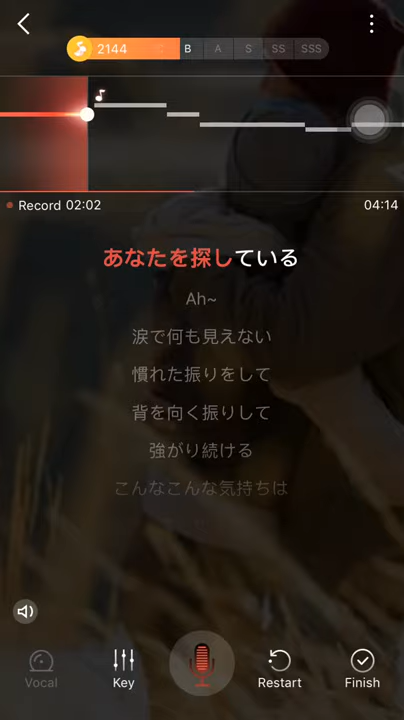 2144
C B A S SS SSS
Record 02:02
04:14
あなたを探している
Ah~
涙で何も見えない
慣れた振りをして
背を向く振りして
強がり続ける
こんなこんな気持ちは
Vocal
Key
Restart
Finish